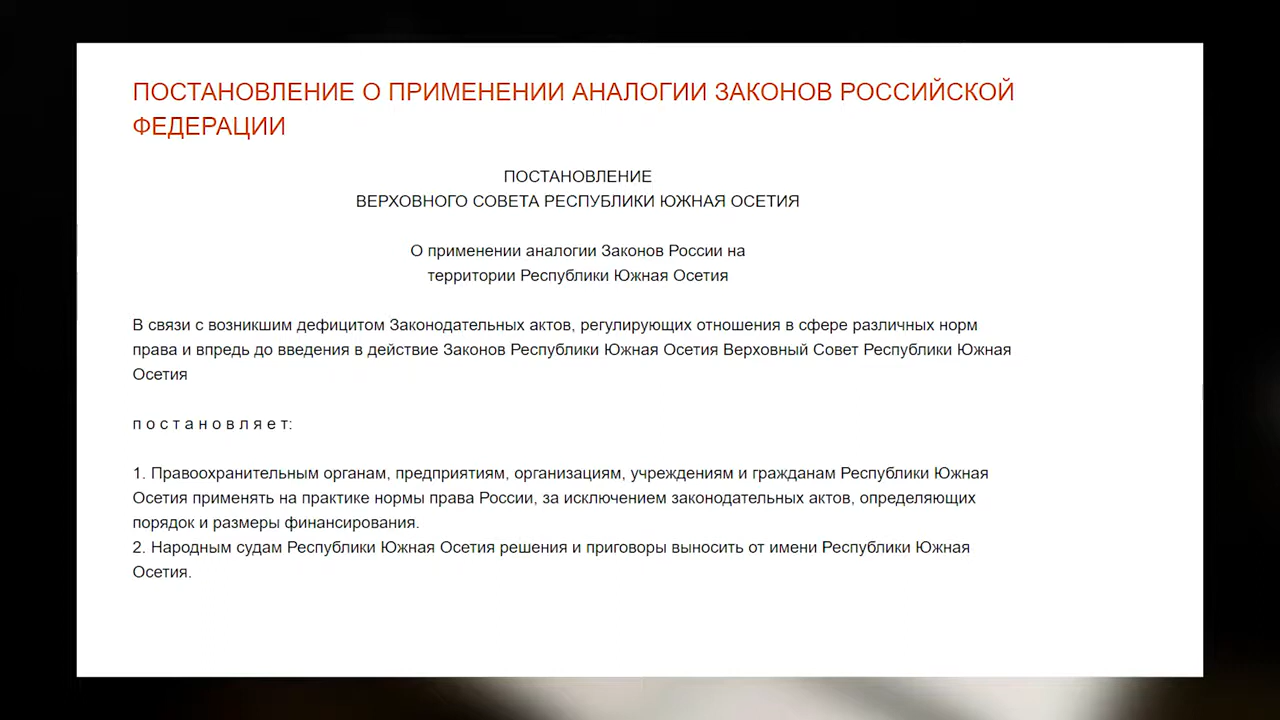 ПОСТАНОВЛЕНИЕ О ПРИМЕНЕНИИ АНАЛОГИИ ЗАКОНОВ РОССИЙСКОЙ
ФЕДЕРАЦИИ
ПОСТАНОВЛЕНИЕ
ВЕРХОВНОГО СОВЕТА РЕСПУБЛИКИ ЮЖНАЯ ОСЕТИЯ
О применении аналогии Законов России на
территории Республики Южная Осетия
В связи с возникшим дефицитом Законодательных актов, регулирующих отношения в сфере различных норм
права и впредь до введения в действие Законов Республики Южная Осетия Верховный Совет Республики Южная
Осетия
п о с т а н о в л я е т:
1. Правоохранительным органам, предприятиям, организациям, учреждениям и гражданам Республики Южная
Осетия применять на практике нормы права России, за исключением законодательных актов, определяющих
порядок и размеры финансирования.
2. Народным судам Республики Южная Осетия решения и приговоры выносить от имени Республики Южная
Осетия.